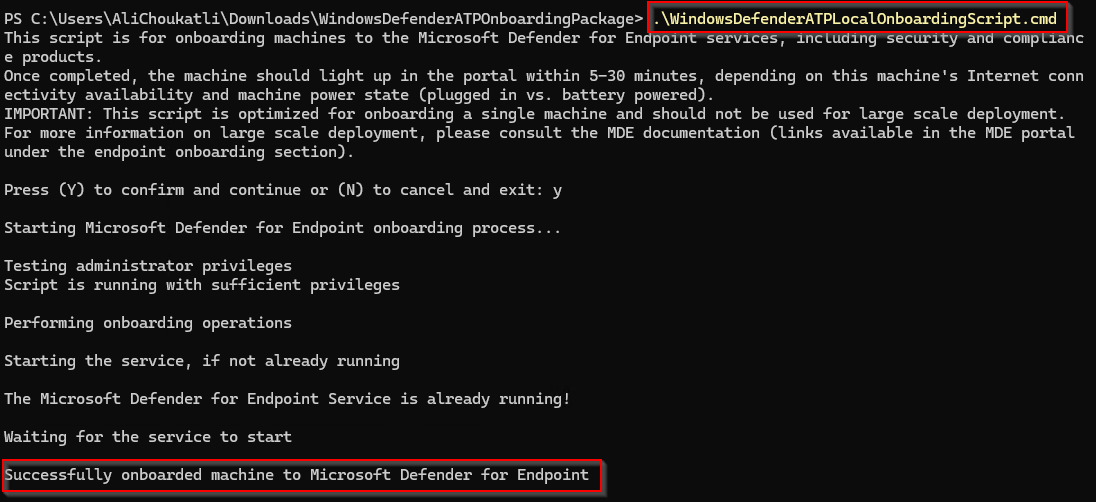 PS C:\Users\AliChoukatli\Downloads\WindowsDefenderATPOnboardingPackage> .\WindowsDefenderATPLocalOnboardingScript.cmd
This script is for onboarding machines to the Microsoft Defender for Endpoint services, including security and complianc
e products.
Once completed, the machine should light up in the portal within 5-30 minutes, depending on this machine's Internet conn
ectivity availability and machine power state (plugged in vs. battery powered).
IMPORTANT: This script is optimized for onboarding a single machine and should not be used for large scale deployment.
For more information on large scale deployment, please consult the MDE documentation (links available in the MDE portal
under the endpoint onboarding section).
Press (Y) to confirm and continue or (N) to cancel and exit: y
Starting Microsoft Defender for Endpoint onboarding process...
Testing administrator privileges
Script is running with sufficient privileges
Performing onboarding operations
Starting the service, if not already running
The Microsoft Defender for Endpoint Service is already running!
Waiting for the service to start
Successfully onboarded machine to Microsoft Defender for Endpoint